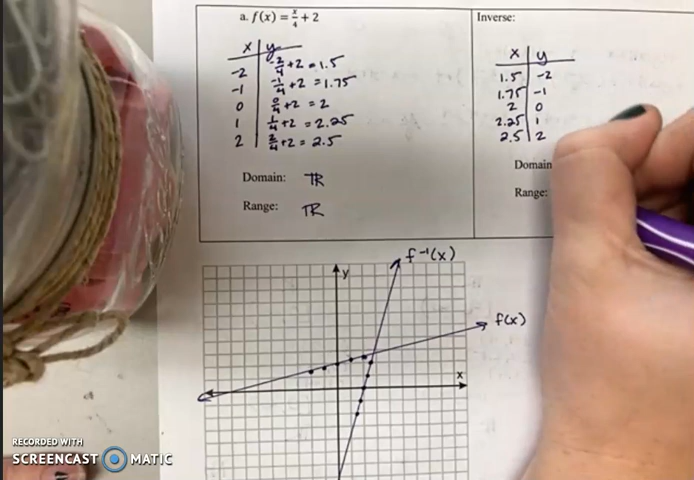 a. f(x) = x/4 + 2
x | y
-2 | -2/4 + 2 = 1.5
-1 | -1/4 + 2 = 1.75
0 | 0/4 + 2 = 2
1 | 1/4 + 2 = 2.25
2 | 2/4 + 2 = 2.5
Domain: ℝ
Range: ℝ
Inverse:
x | y
1.5 | -2
1.75 | -1
2 | 0
2.25 | 1
2.5 | 2
Domain
Range:
f⁻¹(x)
y
f(x)
x
RECORDED WITH
SCREENCAST MATIC